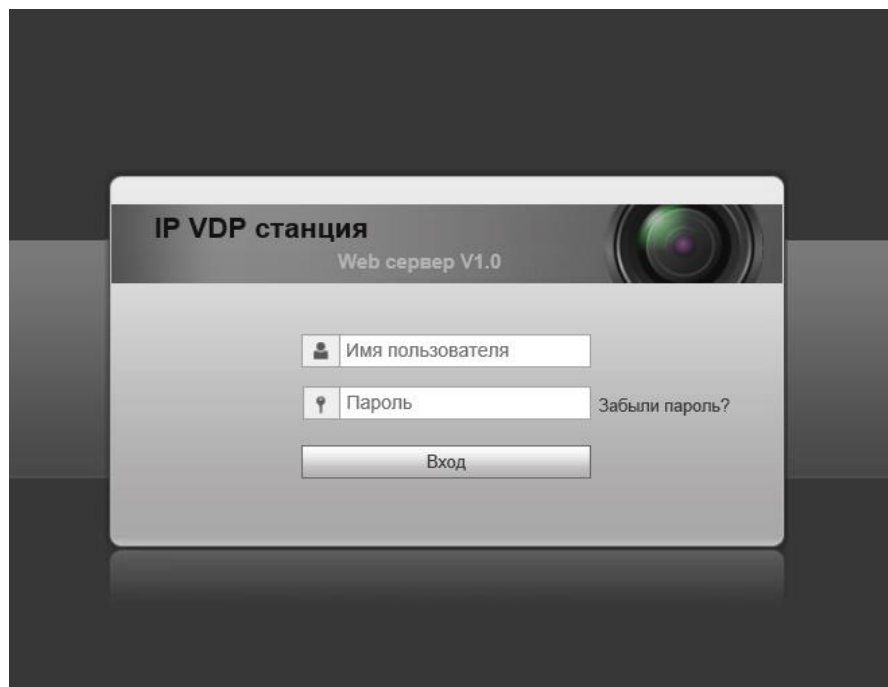 IP VDP станция
Web сервер V1.0
Имя пользователя
Пароль
Забыли пароль?
Вход